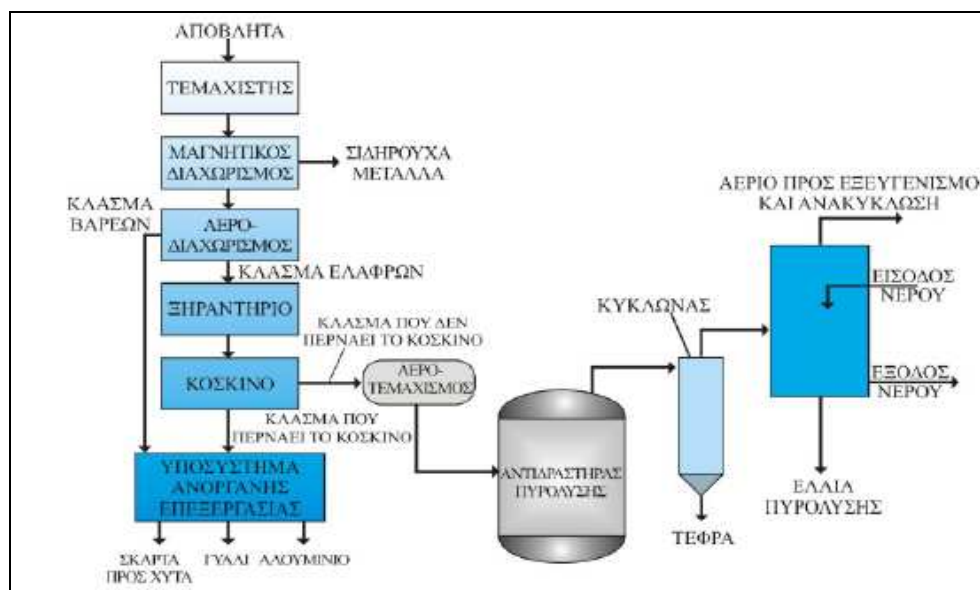 ΑΠΟΒΛΗΤΑ
ΤΕΜΑΧΙΣΤΗΣ
ΜΑΓΝΗΤΙΚΟΣ
ΔΙΑΧΩΡΙΣΜΟΣ
ΣΙΔΗΡΟΥΧΑ
ΜΕΤΑΛΛΑ
ΚΛΑΣΜΑ
ΒΑΡΕΩΝ
ΑΕΡΟ-
ΔΙΑΧΩΡΙΣΜΟΣ
ΚΛΑΣΜΑ ΕΛΑΦΡΩΝ
ΞΗΡΑΝΤΗΡΙΟ
ΚΛΑΣΜΑ ΠΟΥ ΔΕΝ
ΠΕΡΝΑΕΙ ΤΟ ΚΟΣΚΙΝΟ
ΚΟΣΚΙΝΟ
ΑΕΡΟ-
ΤΕΜΑΧΙΣΜΟΣ
ΚΛΑΣΜΑ ΠΟΥ
ΠΕΡΝΑΕΙ ΤΟ ΚΟΣΚΙΝΟ
ΥΠΟΣΥΣΤΗΜΑ
ΑΝΟΡΓΑΝΗΣ
ΕΠΕΞΕΡΓΑΣΙΑΣ
ΣΚΑΡΤΑ
ΠΡΟΣ ΧΥΤΑ
ΓΥΑΛΙ
ΑΛΟΥΜΙΝΙΟ
ΑΝΤΙΔΡΑΣΤΗΡΑΣ
ΠΥΡΟΛΥΣΗΣ
ΚΥΚΛΩΝΑΣ
ΤΕΦΡΑ
ΑΕΡΙΟ ΠΡΟΣ ΕΞΕΥΓΕΝΙΣΜΟ
ΚΑΙ ΑΝΑΚΥΚΛΩΣΗ
ΕΙΣΟΔΟΣ
ΝΕΡΟΥ
ΕΞΟΔΟΣ
ΝΕΡΟΥ
ΕΛΑΙΑ
ΠΥΡΟΛΥΣΗΣ